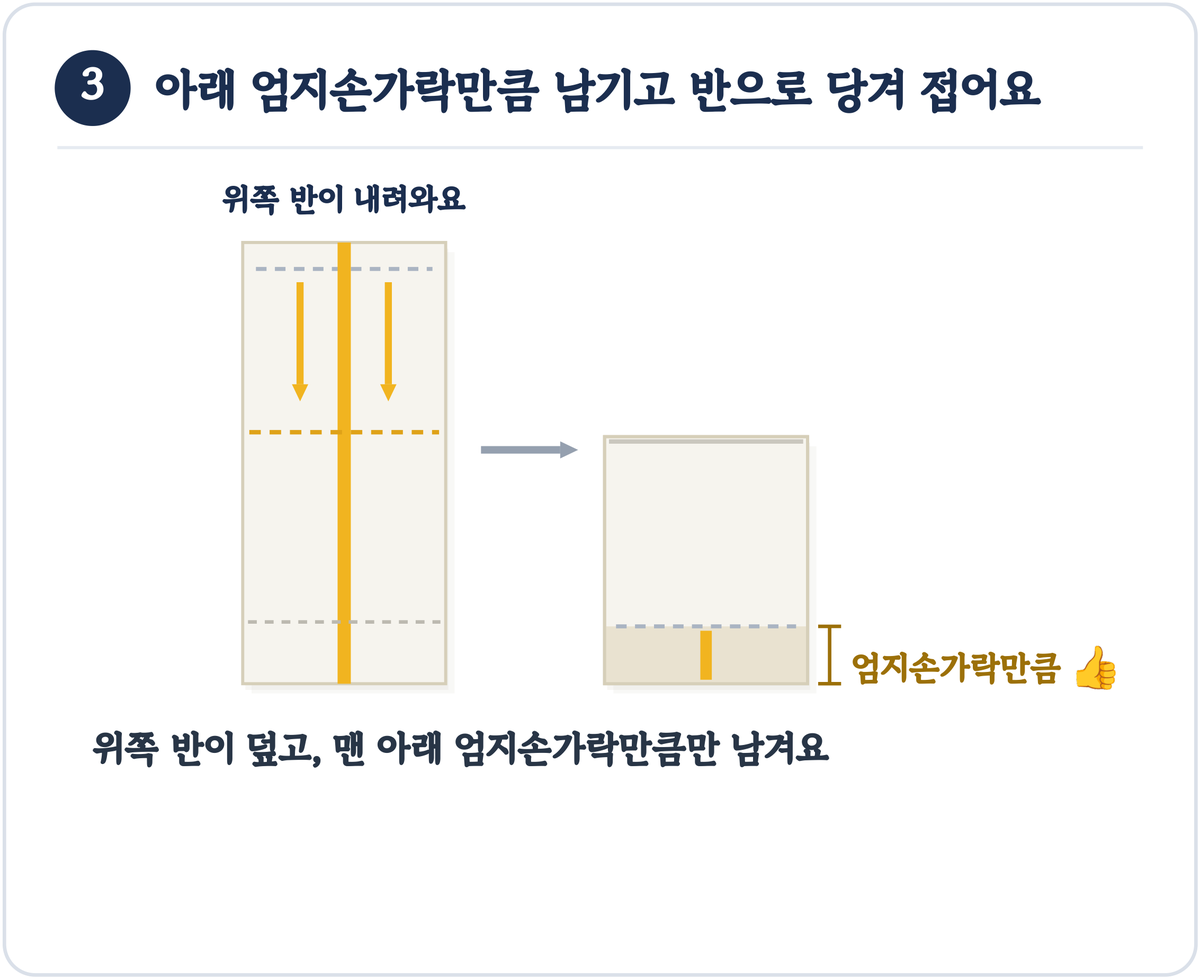 3 아래 엄지손가락만큼 남기고 반으로 당겨 접어요
위쪽 반이 내려와요
엄지손가락만큼 👍
위쪽 반이 덮고, 맨 아래 엄지손가락만큼만 남겨요